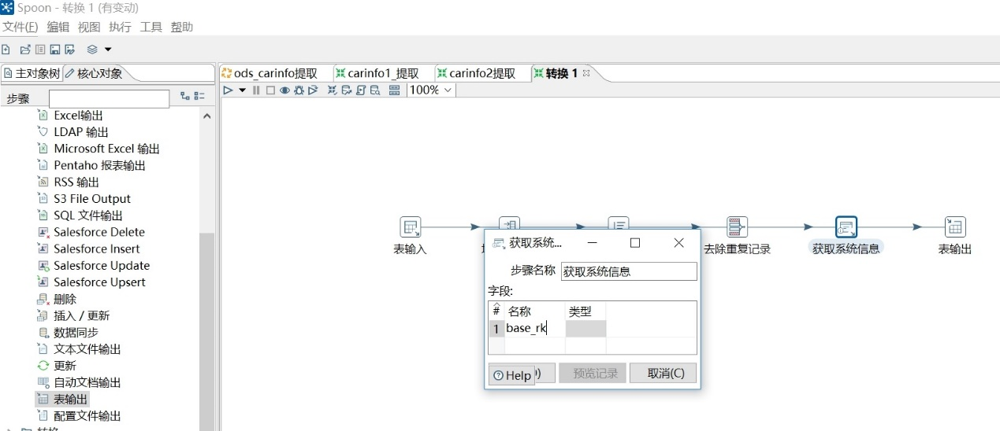 Spoon - 转换 1 (有变动)
文件(F) 编辑 视图 执行 工具 帮助
主对象树 核心对象
步骤
Excel输出
LDAP 输出
Microsoft Excel 输出
Pentaho 报表输出
RSS 输出
S3 File Output
SQL 文件输出
Salesforce Delete
Salesforce Insert
Salesforce Update
Salesforce Upsert
删除
插入 / 更新
数据同步
文本文件输出
更新
自动文档输出
表输出
配置文件输出
转换
ods_carinfo提取 carinfo1_提取 carinfo2提取 转换 1
100%
表输入 去除重复记录 获取系统信息 表输出
获取系统...
步骤名称 获取系统信息
字段:
# 名称 类型
1 base_rk
Help 预览记录 取消(C)